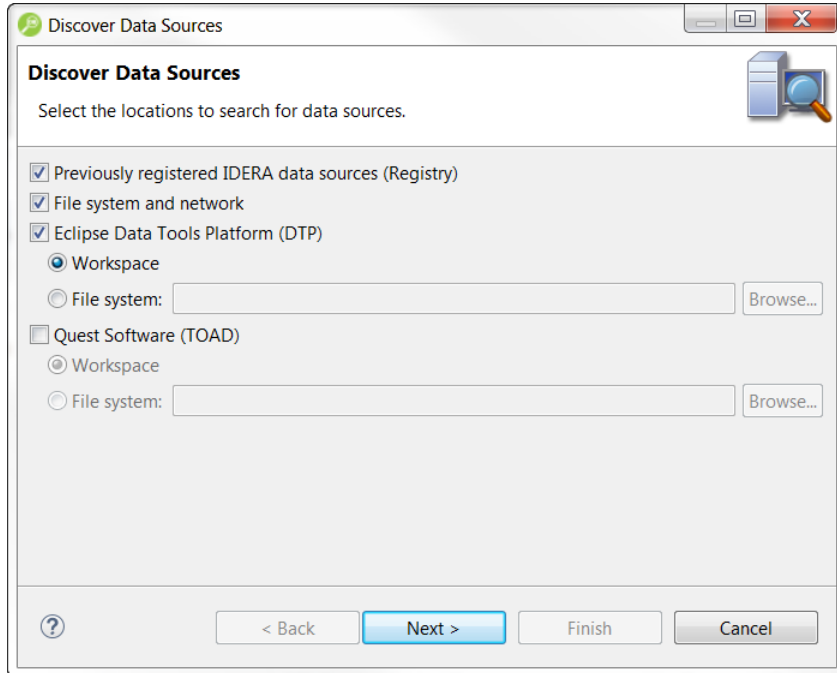 Discover Data Sources
Discover Data Sources
Select the locations to search for data sources.
Previously registered IDERA data sources (Registry)
File system and network
Eclipse Data Tools Platform (DTP)
Workspace
File system: Browse...
Quest Software (TOAD)
Workspace
File system: Browse...
? < Back Next > Finish Cancel